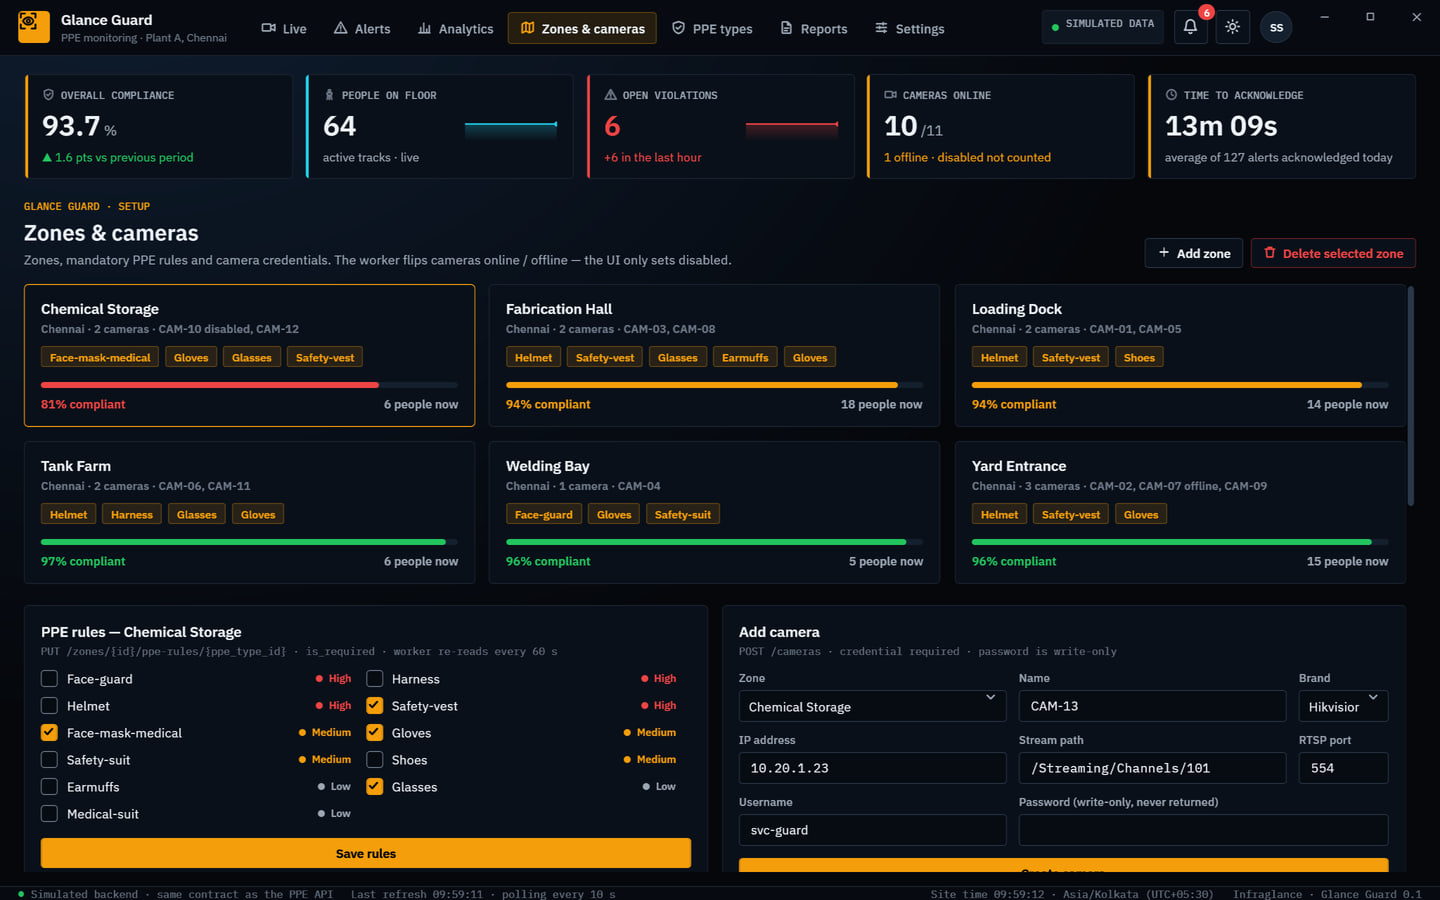 Glance Guard
PPE monitoring · Plant A, Chennai
Live
Alerts
Analytics
Zones & cameras
PPE types
Reports
Settings
SIMULATED DATA
6
SS
OVERALL COMPLIANCE
93.7 %
▲ 1.6 pts vs previous period
PEOPLE ON FLOOR
64
active tracks · live
OPEN VIOLATIONS
6
+6 in the last hour
CAMERAS ONLINE
10 /11
1 offline · disabled not counted
TIME TO ACKNOWLEDGE
13m 09s
average of 127 alerts acknowledged today
GLANCE GUARD · SETUP
Zones & cameras
Zones, mandatory PPE rules and camera credentials. The worker flips cameras online / offline — the UI only sets disabled.
+ Add zone
Delete selected zone
Chemical Storage
Chennai · 2 cameras · CAM-10 disabled, CAM-12
Face-mask-medical Gloves Glasses Safety-vest
81% compliant 6 people now
Fabrication Hall
Chennai · 2 cameras · CAM-03, CAM-08
Helmet Safety-vest Glasses Earmuffs Gloves
94% compliant 18 people now
Loading Dock
Chennai · 2 cameras · CAM-01, CAM-05
Helmet Safety-vest Shoes
94% compliant 14 people now
Tank Farm
Chennai · 2 cameras · CAM-06, CAM-11
Helmet Harness Glasses Gloves
97% compliant 6 people now
Welding Bay
Chennai · 1 camera · CAM-04
Face-guard Gloves Safety-suit
96% compliant 5 people now
Yard Entrance
Chennai · 3 cameras · CAM-02, CAM-07 offline, CAM-09
Helmet Safety-vest Gloves
96% compliant 15 people now
PPE rules — Chemical Storage
PUT /zones/{id}/ppe-rules/{ppe_type_id} · is_required · worker re-reads every 60 s
Face-guard High Harness High
Helmet High Safety-vest High
Face-mask-medical Medium Gloves Medium
Safety-suit Medium Shoes Medium
Earmuffs Low Glasses Low
Medical-suit Low
Save rules
Add camera
POST /cameras · credential required · password is write-only
Zone Name Brand
Chemical Storage CAM-13 Hikvisior
IP address Stream path RTSP port
10.20.1.23 /Streaming/Channels/101 554
Username Password (write-only, never returned)
svc-guard
Simulated backend · same contract as the PPE API Last refresh 09:59:11 · polling every 10 s
Site time 09:59:12 · Asia/Kolkata (UTC+05:30) Infraglance · Glance Guard 0.1